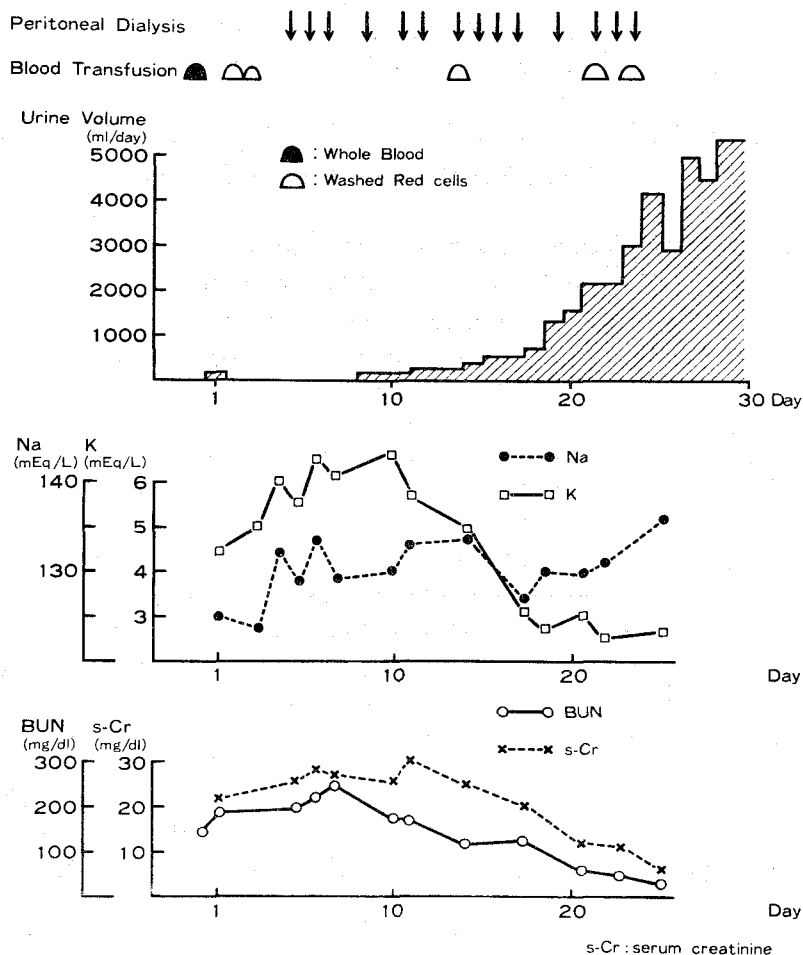 Peritoneal Dialysis
Blood Transfusion
Urine Volume
(ml/day)
: Whole Blood
: Washed Red cells
5000
4000
3000
2000
1000
1 10 20 30 Day
Na K
(mEq/L) (mEq/L)
Na
K
140 6
5
130 4
3
1 10 20 Day
BUN s-Cr
(mg/dl) (mg/dl)
BUN
s-Cr
300 30
200 20
100 10
1 10 20 Day
s-Cr : serum creatinine